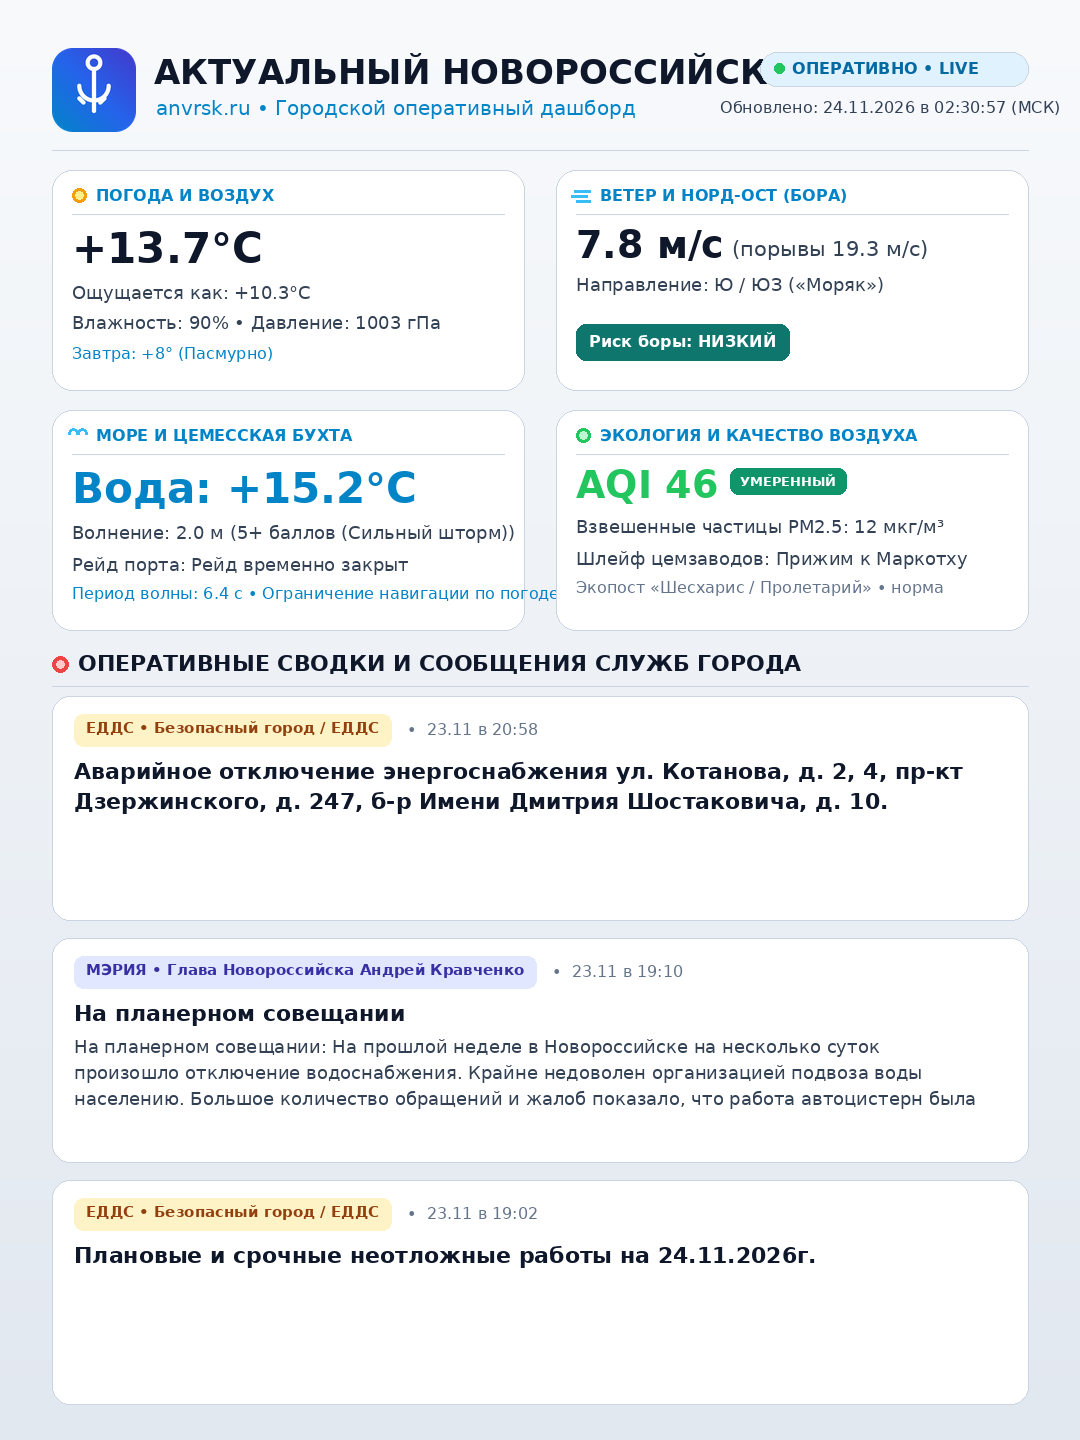 АКТУАЛЬНЫЙ НОВОРОССИЙСК
ОПЕРАТИВНО • LIVE
anvrsk.ru • Городской оперативный дашборд
Обновлено: 24.11.2026 в 02:30:57 (МСК)
ПОГОДА И ВОЗДУХ
+13.7°C
Ощущается как: +10.3°C
Влажность: 90% • Давление: 1003 гПа
Завтра: +8° (Пасмурно)
ВЕТЕР И НОРД-ОСТ (БОРА)
7.8 м/с (порывы 19.3 м/с)
Направление: Ю / ЮЗ («Моряк»)
Риск боры: НИЗКИЙ
МОРЕ И ЦЕМЕССКАЯ БУХТА
Вода: +15.2°C
Волнение: 2.0 м (5+ баллов (Сильный шторм))
Рейд порта: Рейд временно закрыт
Период волны: 6.4 с • Ограничение навигации по погоде
ЭКОЛОГИЯ И КАЧЕСТВО ВОЗДУХА
AQI 46 УМЕРЕННЫЙ
Взвешенные частицы PM2.5: 12 мкг/м³
Шлейф цемзаводов: Прижим к Маркотху
Экопост «Шесхарис / Пролетарий» • норма
ОПЕРАТИВНЫЕ СВОДКИ И СООБЩЕНИЯ СЛУЖБ ГОРОДА
ЕДДС • Безопасный город / ЕДДС • 23.11 в 20:58
Аварийное отключение энергоснабжения ул. Котанова, д. 2, 4, пр-кт
Дзержинского, д. 247, б-р Имени Дмитрия Шостаковича, д. 10.
МЭРИЯ • Глава Новороссийска Андрей Кравченко • 23.11 в 19:10
На планерном совещании
На планерном совещании: На прошлой неделе в Новороссийске на несколько суток
произошло отключение водоснабжения. Крайне недоволен организацией подвоза воды
населению. Большое количество обращений и жалоб показало, что работа автоцистерн была
ЕДДС • Безопасный город / ЕДДС • 23.11 в 19:02
Плановые и срочные неотложные работы на 24.11.2026г.